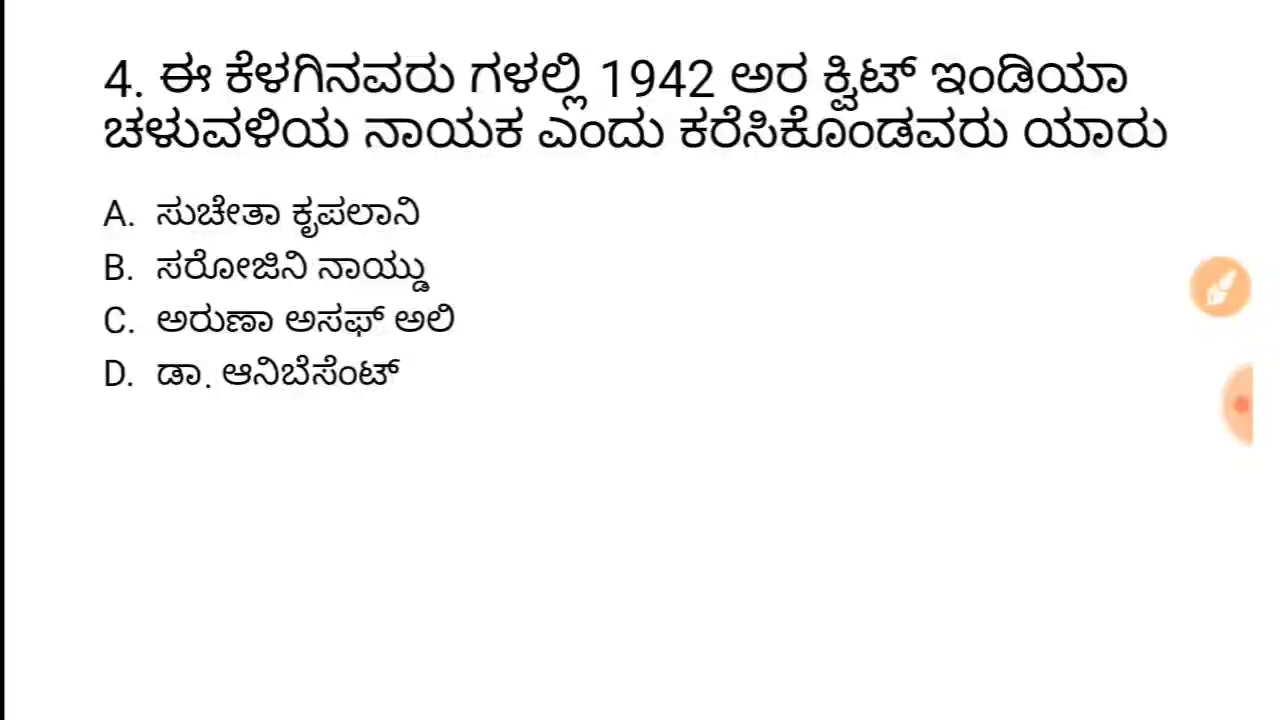 4. ಈ ಕೆಳಗಿನವರು ಗಳಲ್ಲಿ 1942 ಅರ ಕ್ವಿಟ್ ಇಂಡಿಯಾ
ಚಳುವಳಿಯ ನಾಯಕ ಎಂದು ಕರೆಸಿಕೊಂಡವರು ಯಾರು
A. ಸುಚೇತಾ ಕೃಪಲಾನಿ
B. ಸರೋಜಿನಿ ನಾಯ್ಡು
C. ಅರುಣಾ ಅಸಫ್ ಅಲಿ
D. ಡಾ. ಆನಿಬೆಸೆಂಟ್